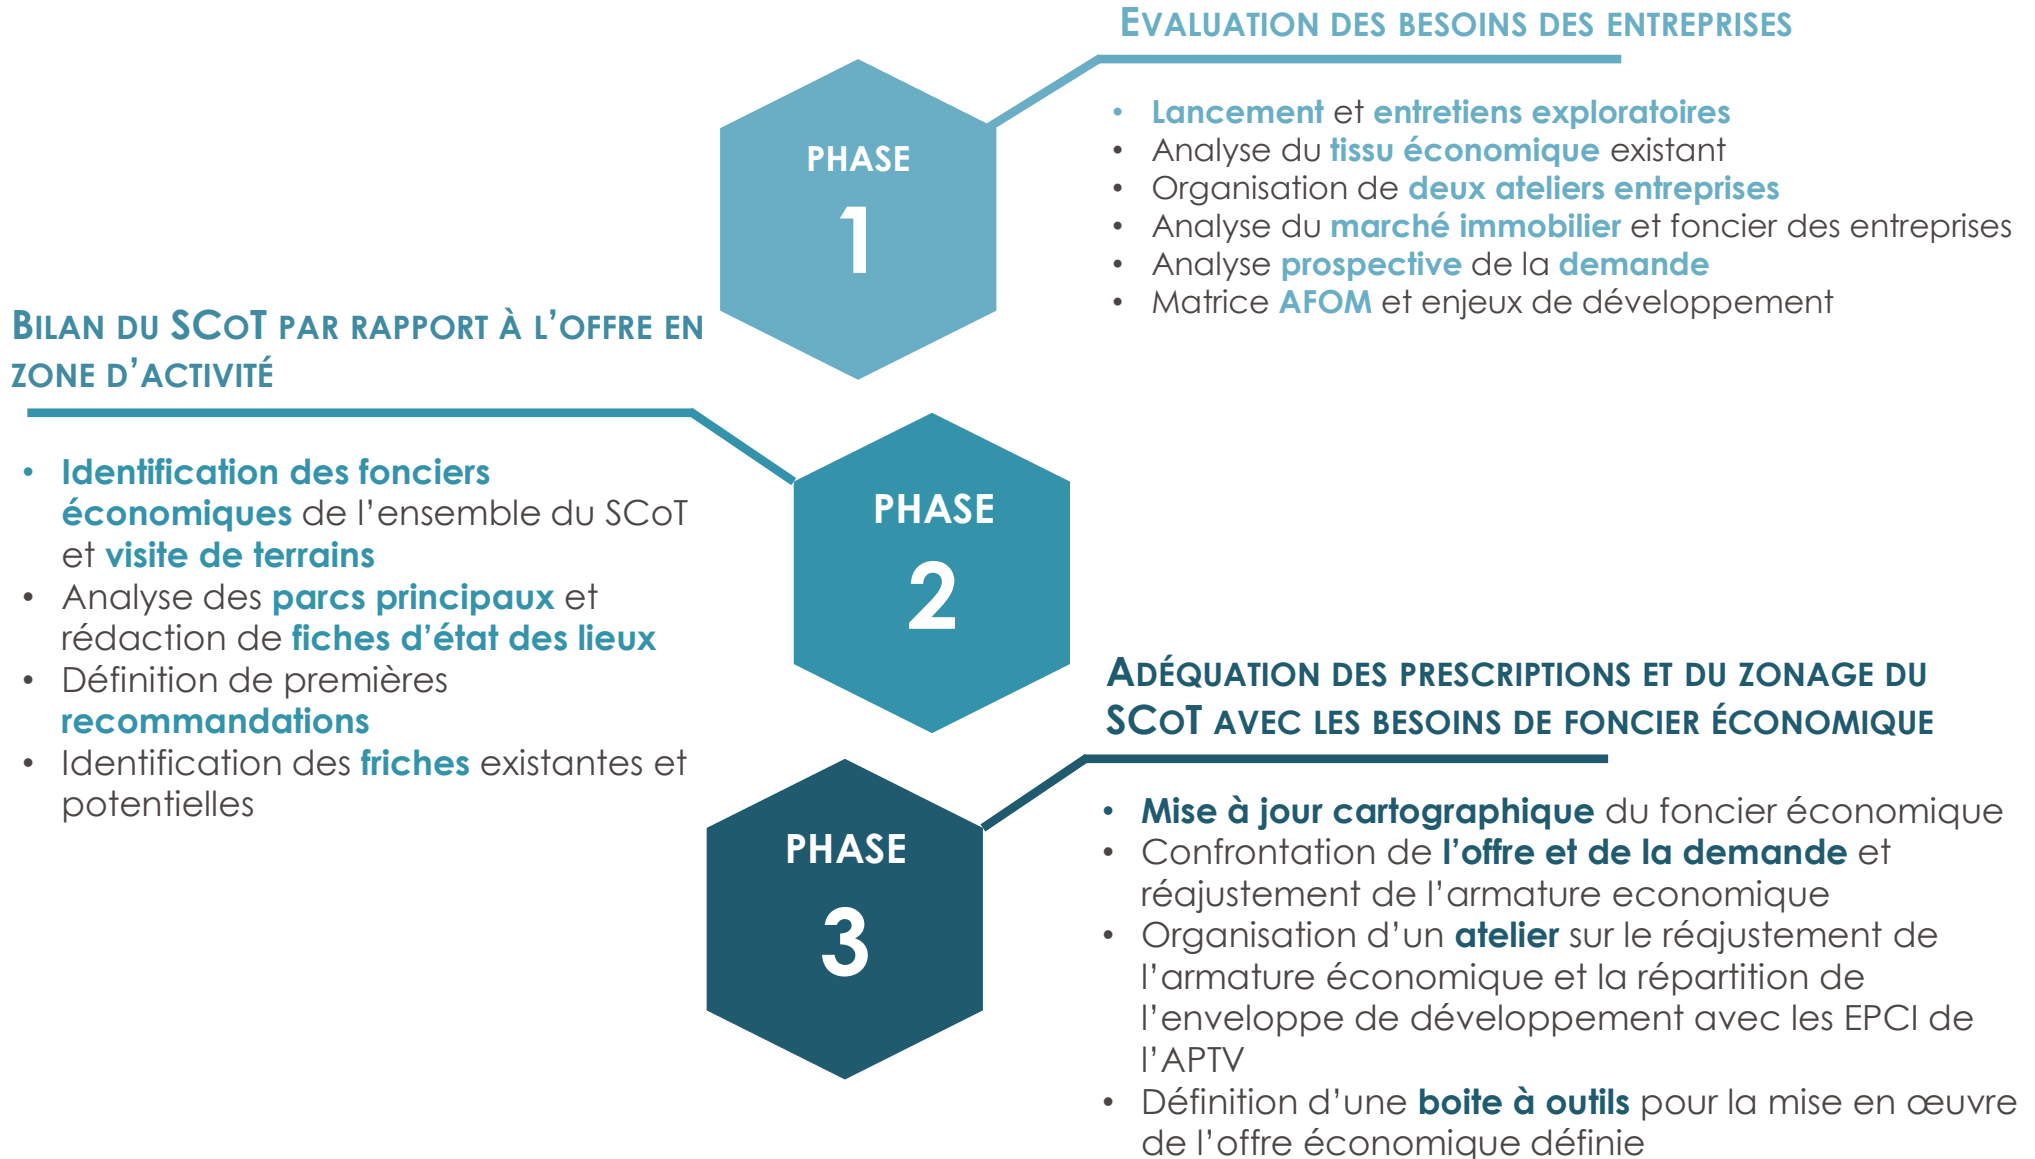 EVALUATION DES BESOINS DES ENTREPRISES
PHASE
1
• Lancement et entretiens exploratoires
• Analyse du tissu économique existant
• Organisation de deux ateliers entreprises
• Analyse du marché immobilier et foncier des entreprises
• Analyse prospective de la demande
• Matrice AFOM et enjeux de développement
BILAN DU SCOT PAR RAPPORT À L’OFFRE EN
ZONE D’ACTIVITÉ
PHASE
2
• Identification des fonciers
économiques de l’ensemble du SCoT
et visite de terrains
• Analyse des parcs principaux et
rédaction de fiches d’état des lieux
• Définition de premières
recommandations
• Identification des friches existantes et
potentielles
ADÉQUATION DES PRESCRIPTIONS ET DU ZONAGE DU
SCOT AVEC LES BESOINS DE FONCIER ÉCONOMIQUE
PHASE
3
• Mise à jour cartographique du foncier économique
• Confrontation de l’offre et de la demande et
réajustement de l’armature economique
• Organisation d’un atelier sur le réajustement de
l’armature économique et la répartition de
l’enveloppe de développement avec les EPCI de
l’APTV
• Définition d’une boite à outils pour la mise en œuvre
de l’offre économique définie